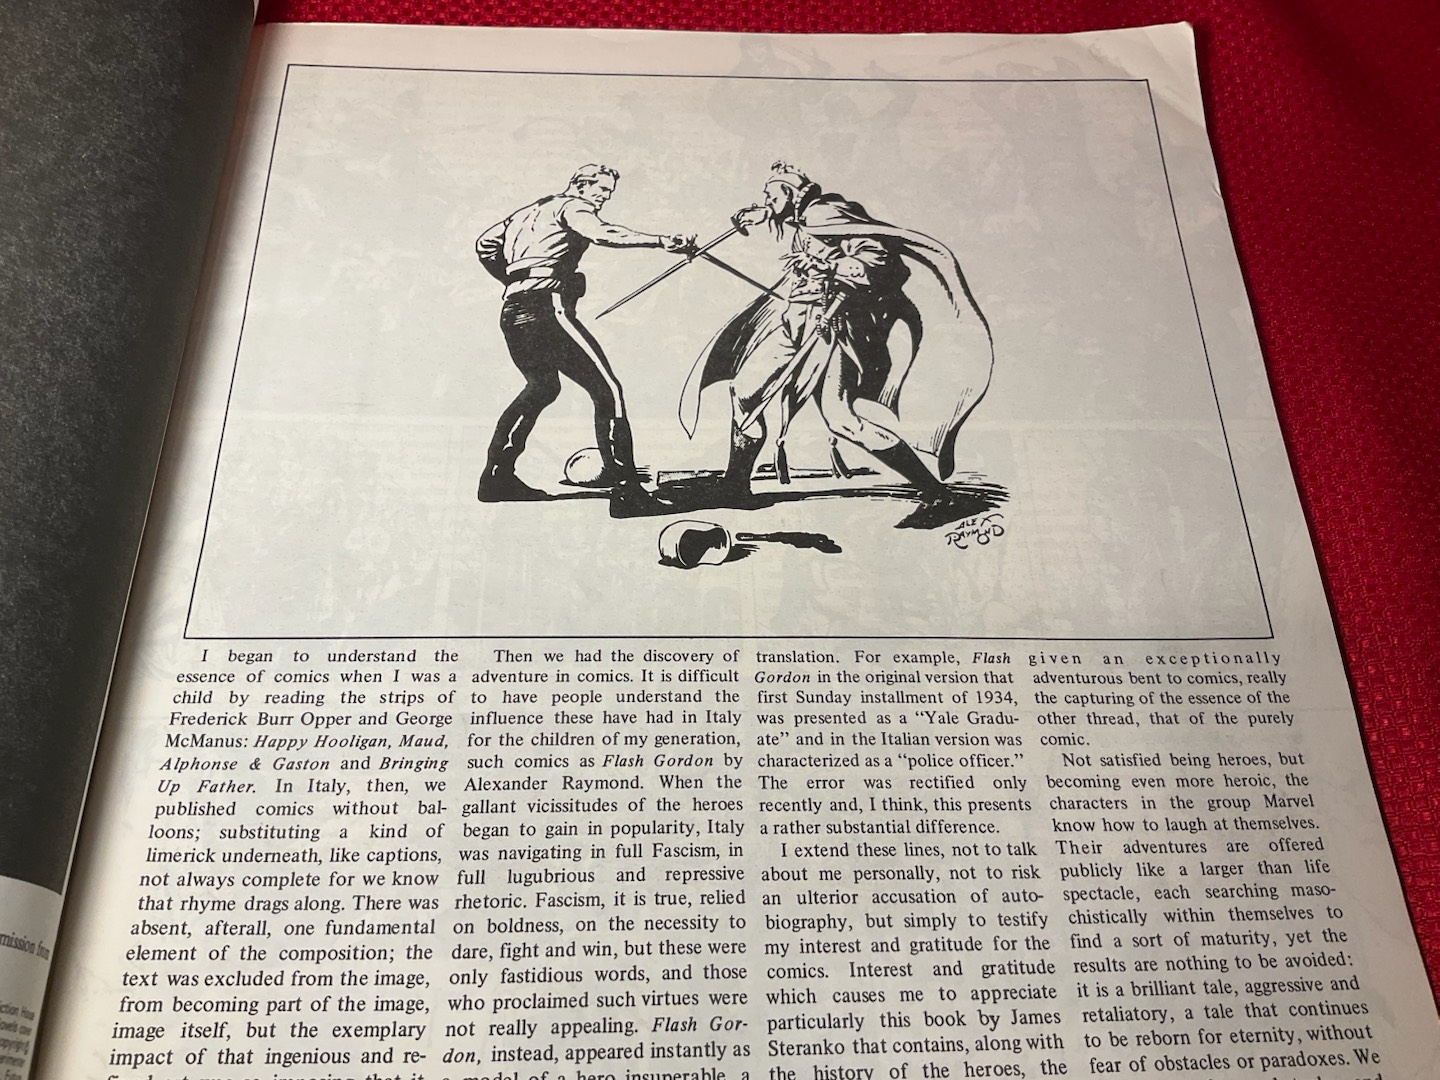 ALEX
RAYMOND
I began to understand the
essence of comics when I was a
child by reading the strips of
Frederick Burr Opper and George
McManus: Happy Hooligan, Maud,
Alphonse & Gaston and Bringing
Up Father. In Italy, then, we
published comics without bal-
loons; substituting a kind of
limerick underneath, like captions,
not always complete for we know
that rhyme drags along. There was
absent, afterall, one fundamental
element of the composition; the
text was excluded from the image,
from becoming part of the image,
image itself, but the exemplary
impact of that ingenious and re-
Then we had the discovery of
adventure in comics. It is difficult
to have people understand the
influence these have had in Italy
for the children of my generation,
such comics as Flash Gordon by
Alexander Raymond. When the
gallant vicissitudes of the heroes
began to gain in popularity, Italy
was navigating in full Fascism, in
full lugubrious and repressive
rhetoric. Fascism, it is true, relied
on boldness, on the necessity to
dare, fight and win, but these were
only fastidious words, and those
who proclaimed such virtues were
not really appealing. Flash Gor-
don, instead, appeared instantly as
a model of a hero insuperable, a
translation. For example, Flash
Gordon in the original version that
first Sunday installment of 1934,
was presented as a “Yale Gradu-
ate” and in the Italian version was
characterized as a “police officer.”
The error was rectified only
recently and, I think, this presents
a rather substantial difference.
I extend these lines, not to talk
about me personally, not to risk
an ulterior accusation of auto-
biography, but simply to testify
my interest and gratitude for the
comics. Interest and gratitude
which causes me to appreciate
particularly this book by James
Steranko that contains, along with
the history of the heroes, the
given an exceptionally
adventurous bent to comics, really
the capturing of the essence of the
other thread, that of the purely
comic.
Not satisfied being heroes, but
becoming even more heroic, the
characters in the group Marvel
know how to laugh at themselves.
Their adventures are offered
publicly like a larger than life
spectacle, each searching maso-
chistically within themselves to
find a sort of maturity, yet the
results are nothing to be avoided:
it is a brilliant tale, aggressive and
retaliatory, a tale that continues
to be reborn for eternity, without
fear of obstacles or paradoxes. We